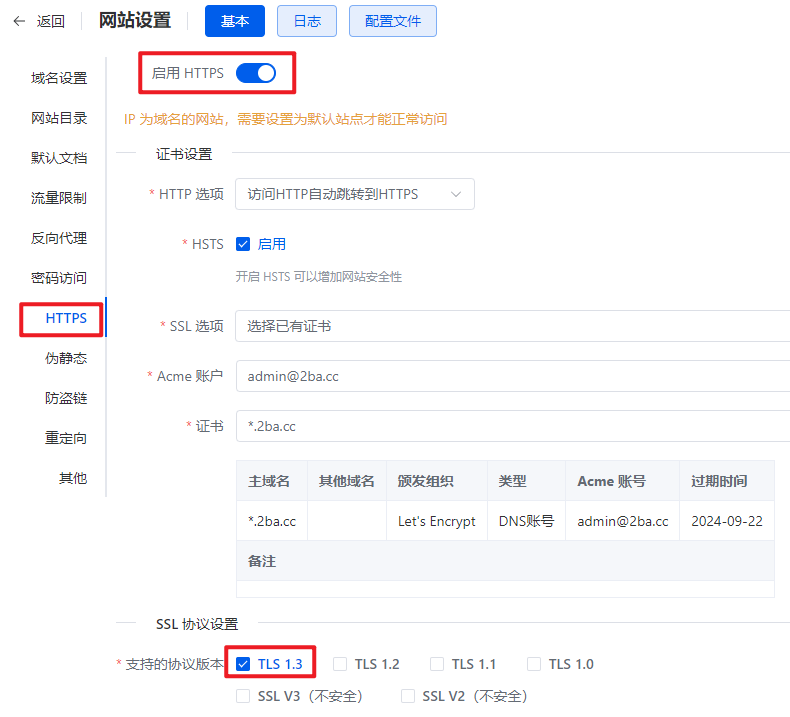 返回 网站设置 基本 日志 配置文件
域名设置
网站目录
默认文档
流量限制
反向代理
密码访问
HTTPS
伪静态
防盗链
重定向
其他
启用 HTTPS
IP 为域名的网站，需要设置为默认站点才能正常访问
证书设置
* HTTP 选项 访问HTTP自动跳转到HTTPS
* HSTS 启用
开启 HSTS 可以增加网站安全性
* SSL 选项 选择已有证书
* Acme 账户 admin@2ba.cc
* 证书 *.2ba.cc
主域名 其他域名 颁发组织 类型 Acme 账号 过期时间
*.2ba.cc Let's Encrypt DNS账号 admin@2ba.cc 2024-09-22
备注
SSL 协议设置
* 支持的协议版本 TLS 1.3 TLS 1.2 TLS 1.1 TLS 1.0
SSL V3（不安全） SSL V2（不安全）